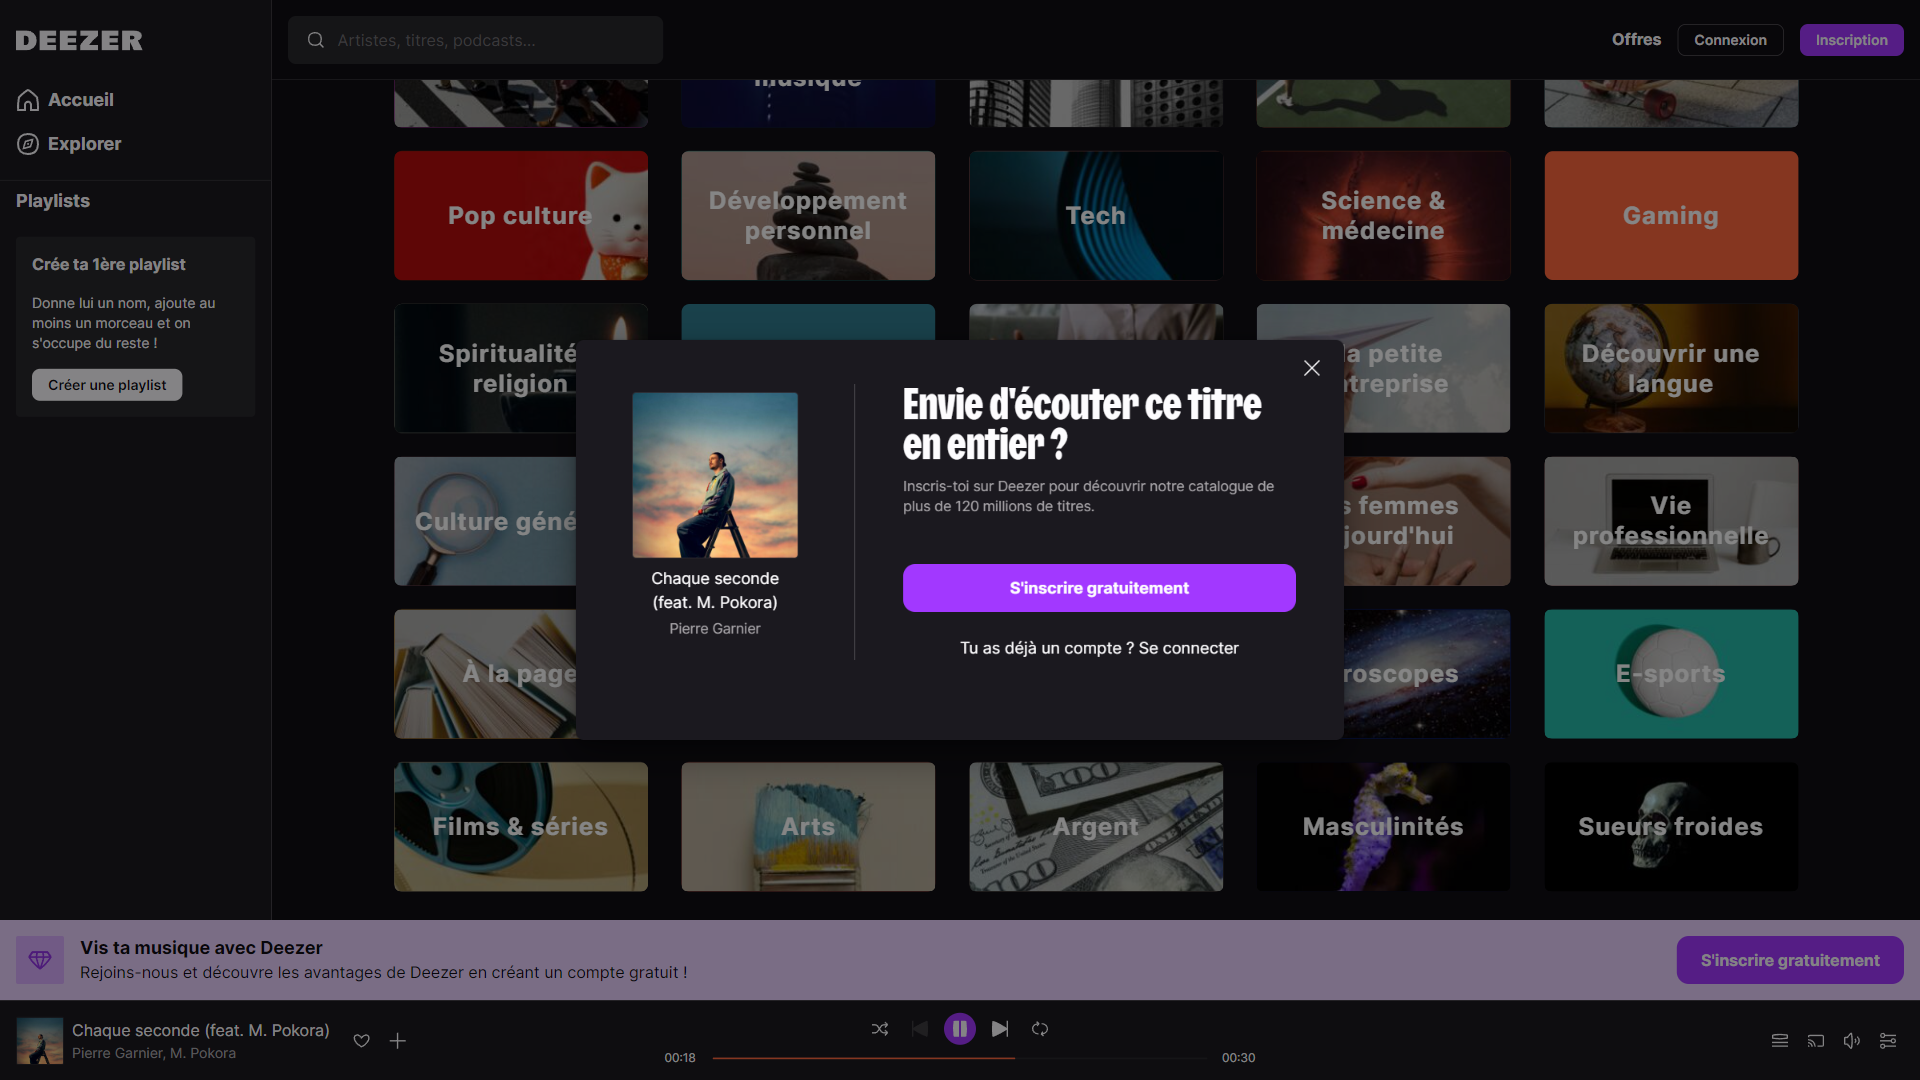 DEEZER
Artistes, titres, podcasts...
Offres
Connexion
Inscription
Accueil
Explorer
Playlists
Crée ta 1ère playlist
Donne lui un nom, ajoute au
moins un morceau et on
s'occupe du reste !
Créer une playlist
musique
Pop culture
Développement
personnel
Tech
Science &
médecine
Gaming
Spiritualité
religion
petite
Découvrir une
langue
Culture
femmes
Vie
professionnelle
À la page
E-sports
Films & séries
Arts
Argent
Masculinités
Sueurs froides
Envie d'écouter ce titre
en entier ?
Inscris-toi sur Deezer pour découvrir notre catalogue de
plus de 120 millions de titres.
S'inscrire gratuitement
Tu as déjà un compte ? Se connecter
Chaque seconde
(feat. M. Pokora)
Pierre Garnier
Vis ta musique avec Deezer
Rejoins-nous et découvre les avantages de Deezer en créant un compte gratuit !
S'inscrire gratuitement
Chaque seconde (feat. M. Pokora)
Pierre Garnier, M. Pokora
00:18
00:30